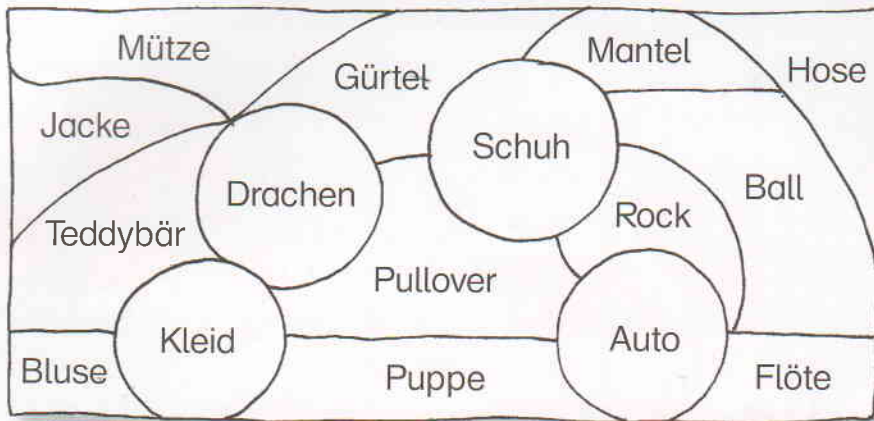 Mütze
Mantel
Hose
Gürtel
Jacke
Schuh
Drachen
Ball
Rock
Teddybär
Pullover
Kleid
Auto
Bluse
Puppe
Flöte